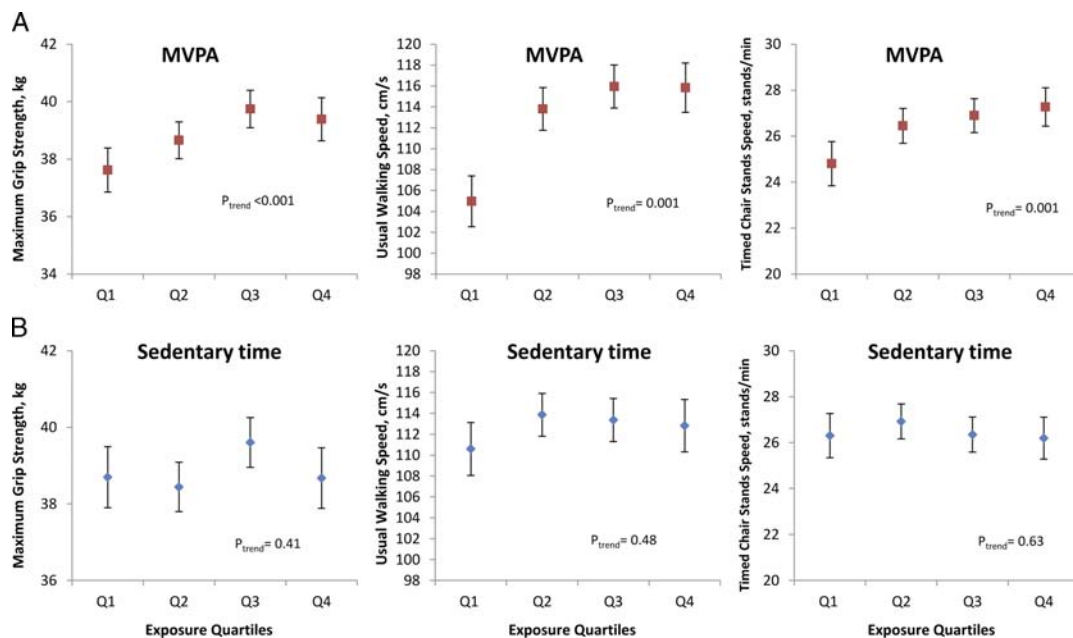 A
MVPA
Maximum Grip Strength, kg
42
40
38
36
34
P trend <0.001
Q1 Q2 Q3 Q4
MVPA
Usual Walking Speed, cm/s
120
118
116
114
112
110
108
106
104
102
100
98
P trend = 0.001
Q1 Q2 Q3 Q4
MVPA
Timed Chair Stands Speed, stands/min
30
28
26
24
22
20
P trend = 0.001
Q1 Q2 Q3 Q4
B
Sedentary time
Maximum Grip Strength, kg
42
40
38
36
P trend = 0.41
Q1 Q2 Q3 Q4
Exposure Quartiles
Sedentary time
Usual Walking Speed, cm/s
120
118
116
114
112
110
108
106
104
102
100
98
P trend = 0.48
Q1 Q2 Q3 Q4
Exposure Quartiles
Sedentary time
Timed Chair Stands Speed, stands/min
30
28
26
24
22
20
P trend = 0.63
Q1 Q2 Q3 Q4
Exposure Quartiles